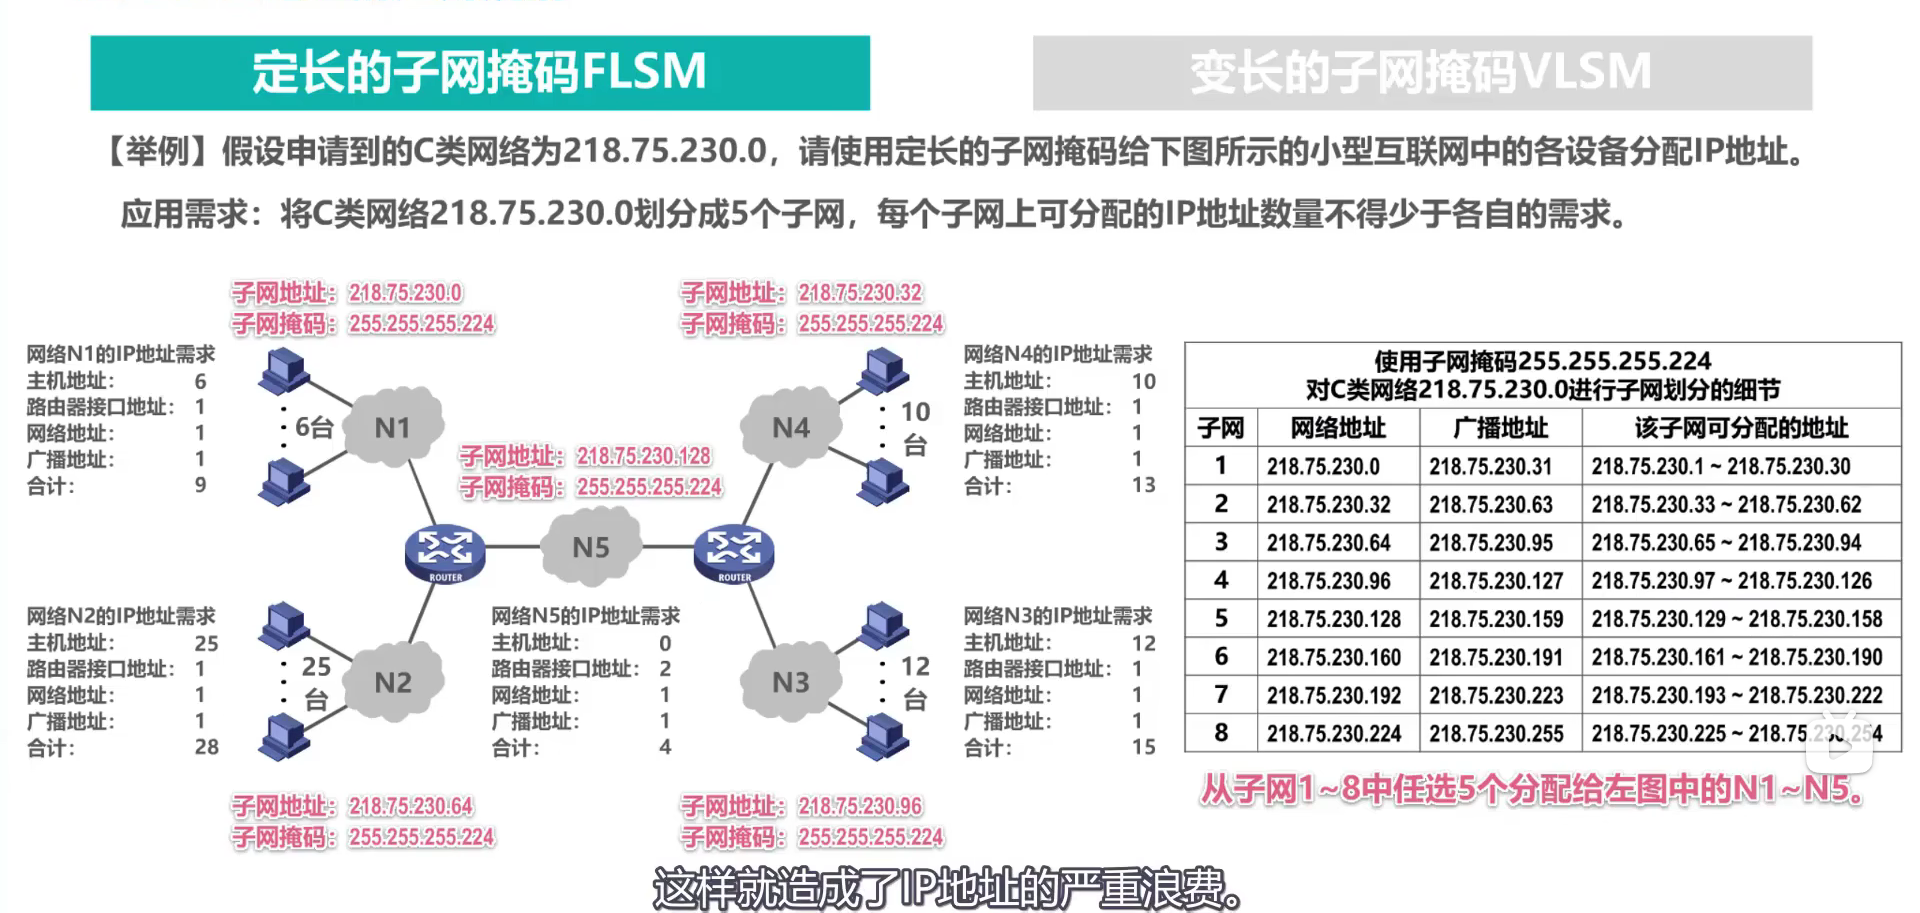 定长的子网掩码FLSM
变长的子网掩码VLSM
【举例】假设申请到的C类网络为218.75.230.0，请使用定长的子网掩码给下图所示的小型互联网中的各设备分配IP地址。
应用需求：将C类网络218.75.230.0划分成5个子网，每个子网上可分配的IP地址数量不得少于各自的需求。
子网地址：218.75.230.0
子网掩码：255.255.255.224
网络N1的IP地址需求
主机地址： 6
路由器接口地址： 1
网络地址： 1
广播地址： 1
合计： 9
6台
N1
子网地址：218.75.230.32
子网掩码：255.255.255.224
N4
10
台
网络N4的IP地址需求
主机地址： 10
路由器接口地址： 1
网络地址： 1
广播地址： 1
合计： 13
子网地址：218.75.230.128
子网掩码：255.255.255.224
N5
ROUTER
ROUTER
网络N2的IP地址需求
主机地址： 25
路由器接口地址： 1
网络地址： 1
广播地址： 1
合计： 28
25
台
N2
网络N5的IP地址需求
主机地址： 0
路由器接口地址： 2
网络地址： 1
广播地址： 1
合计： 4
N3
12
台
网络N3的IP地址需求
主机地址： 12
路由器接口地址： 1
网络地址： 1
广播地址： 1
合计： 15
子网地址：218.75.230.64
子网掩码：255.255.255.224
子网地址：218.75.230.96
子网掩码：255.255.255.224
使用子网掩码255.255.255.224
对C类网络218.75.230.0进行子网划分的细节
子网 网络地址 广播地址 该子网可分配的地址
1 218.75.230.0 218.75.230.31 218.75.230.1 ~ 218.75.230.30
2 218.75.230.32 218.75.230.63 218.75.230.33 ~ 218.75.230.62
3 218.75.230.64 218.75.230.95 218.75.230.65 ~ 218.75.230.94
4 218.75.230.96 218.75.230.127 218.75.230.97 ~ 218.75.230.126
5 218.75.230.128 218.75.230.159 218.75.230.129 ~ 218.75.230.158
6 218.75.230.160 218.75.230.191 218.75.230.161 ~ 218.75.230.190
7 218.75.230.192 218.75.230.223 218.75.230.193 ~ 218.75.230.222
8 218.75.230.224 218.75.230.255 218.75.230.225 ~ 218.75.230.254
从子网1~8中任选5个分配给左图中的N1~N5。
这样就造成了IP地址的严重浪费。